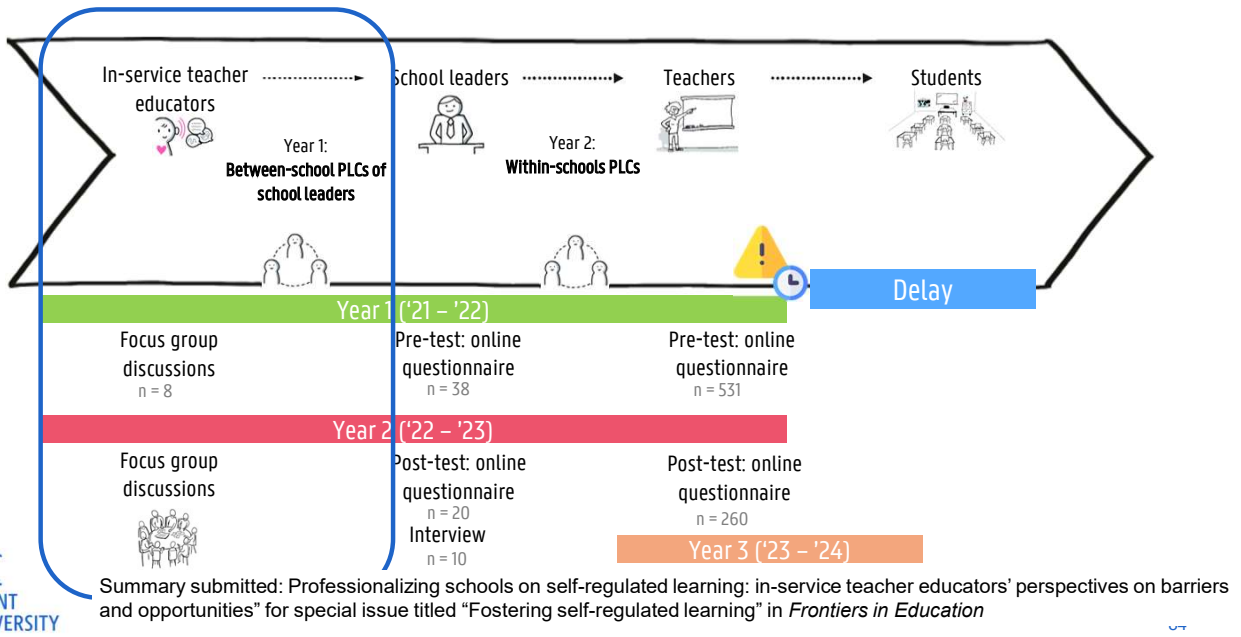 In-service teacher
educators
School leaders
Teachers
Students
Year 1:
Between-school PLCs of
school leaders
Year 2:
Within-schools PLCs
Delay
Year 1 (‘21 – ’22)
Focus group
discussions
n = 8
Pre-test: online
questionnaire
n = 38
Pre-test: online
questionnaire
n = 531
Year 2 (‘22 – ’23)
Focus group
discussions
Post-test: online
questionnaire
n = 20
Interview
n = 10
Post-test: online
questionnaire
n = 260
Year 3 (‘23 – ’24)
Summary submitted: Professionalizing schools on self-regulated learning: in-service teacher educators’ perspectives on barriers
and opportunities” for special issue titled “Fostering self-regulated learning” in Frontiers in Education